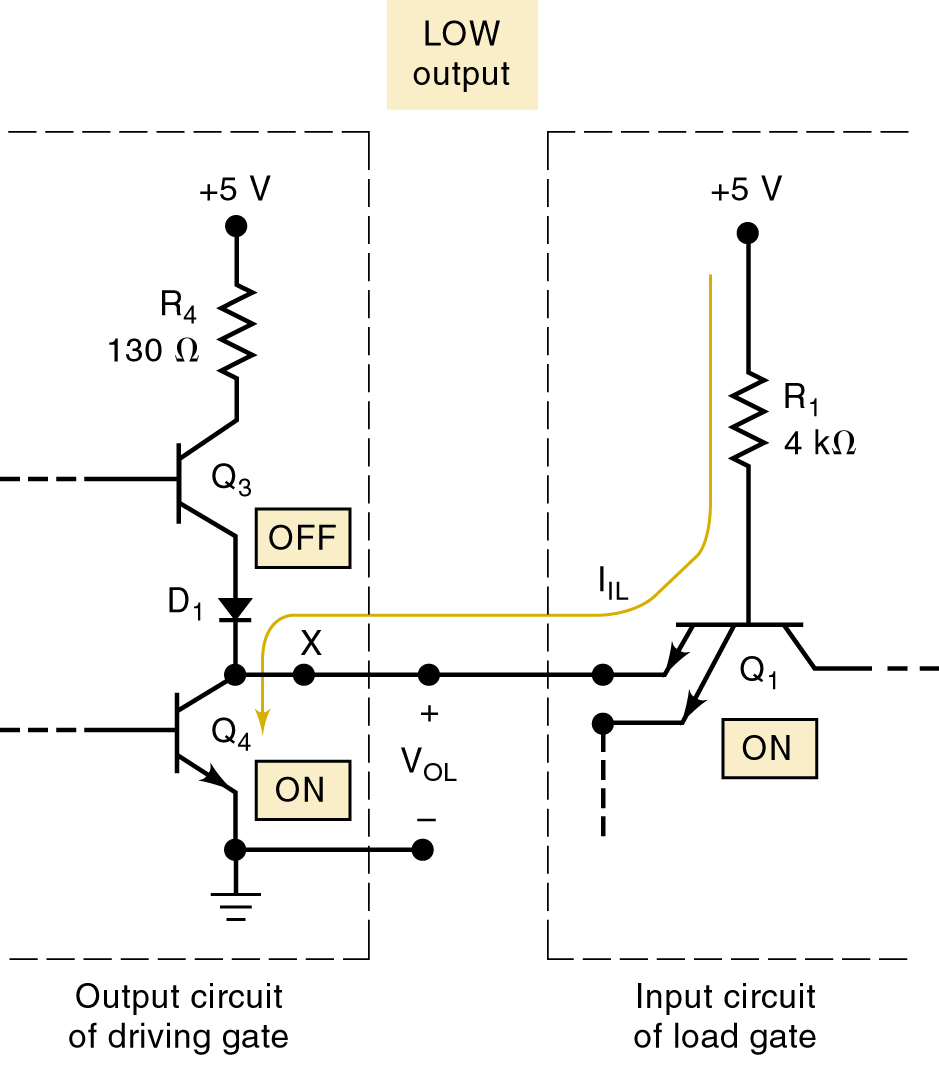 LOW
output
+5 V
+5 V
R4
130 Ω
R1
4 kΩ
Q3
OFF
D1
IIL
X
Q1
Q4
+
ON
VOL
ON
–
Output circuit
of driving gate
Input circuit
of load gate